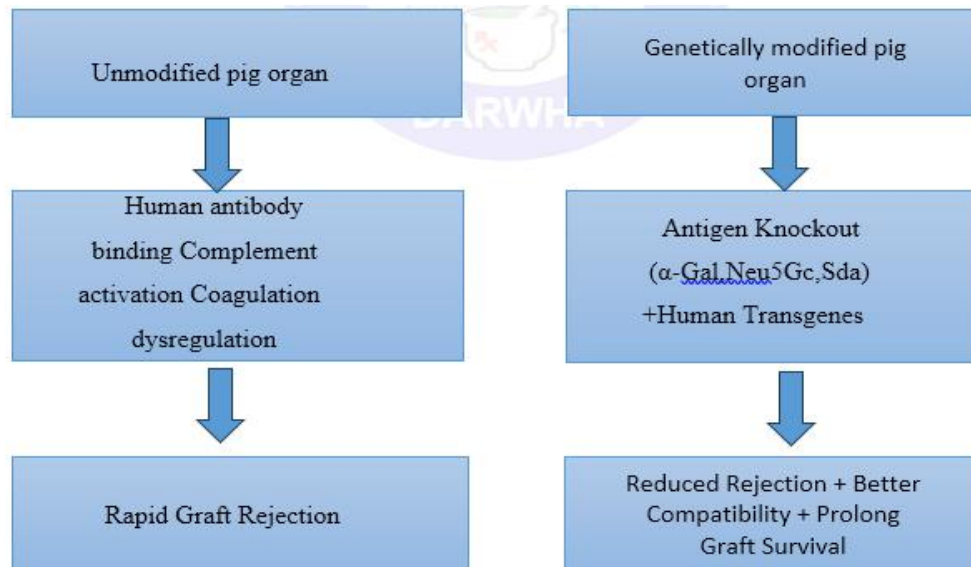 Unmodified pig organ
Human antibody
binding Complement
activation Coagulation
dysregulation
Rapid Graft Rejection
Genetically modified pig
organ
Antigen Knockout
(α-Gal,Neu5Gc,Sda)
+Human Transgenes
Reduced Rejection + Better
Compatibility + Prolong
Graft Survival
DARWHA